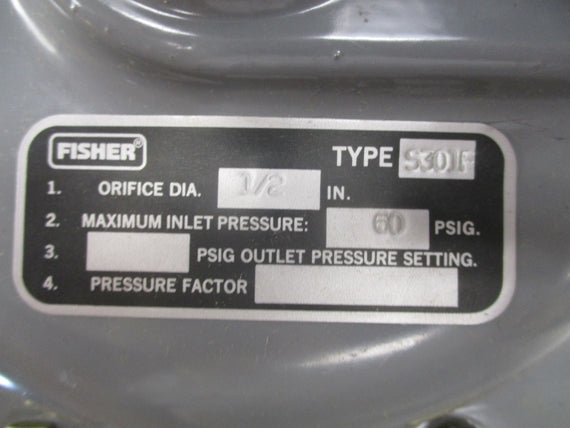 FISHER
TYPE S301F
1. ORIFICE DIA. 1/2 IN.
2. MAXIMUM INLET PRESSURE: 60 PSIG.
3. PSIG OUTLET PRESSURE SETTING.
4. PRESSURE FACTOR